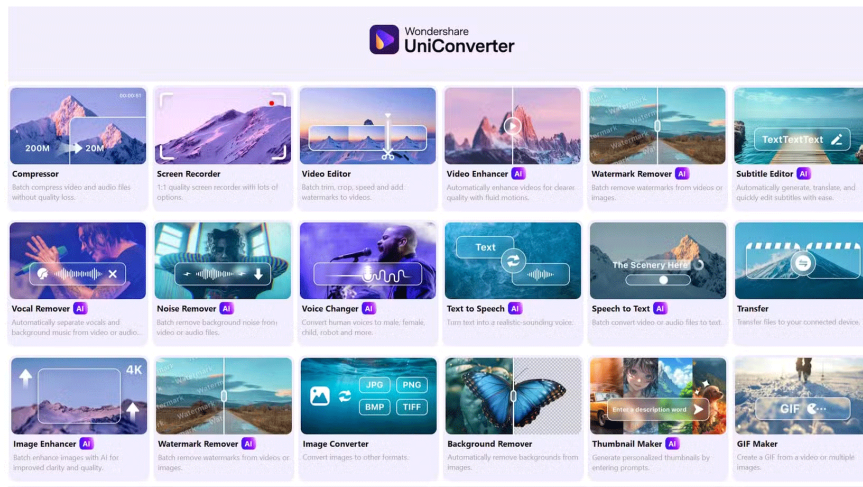 Wondershare
UniConverter
00:00:61
200M
20M
TextTextText
Compressor
Screen Recorder
Video Editor
Video Enhancer AI
Watermark Remover AI
Subtitle Editor AI
Batch compress video and audio files
without quality loss.
1:1 quality screen recorder with lots of
options.
Batch trim, crop, speed and add
watermarks to videos.
Automatically enhance videos for clearer
quality with fluid motions.
Batch remove watermarks from videos or
images.
Automatically generate, translate, and
quickly edit subtitles with ease.
Text
The Scenery Here
Vocal Remover AI
Noise Remover AI
Voice Changer AI
Text to Speech AI
Speech to Text AI
Transfer
Automatically separate vocals and
background music from video or audio...
Batch remove background noise from
video or audio files.
Convert human voices to male, female,
child, robot and more.
Turn text into a realistic-sounding voice.
Batch convert video or audio files to text.
Transfer files to your connected device.
4K
JPG PNG
BMP TIFF
Enter a description word
GIF
Image Enhancer AI
Watermark Remover AI
Image Converter
Background Remover
Thumbnail Maker AI
GIF Maker
Batch enhance images with AI for
improved clarity and quality.
Batch remove watermarks from videos or
images.
Convert images to other formats.
Automatically remove backgrounds from
images.
Generate personalized thumbnails by
entering prompts.
Create a GIF from a video or multiple
images.